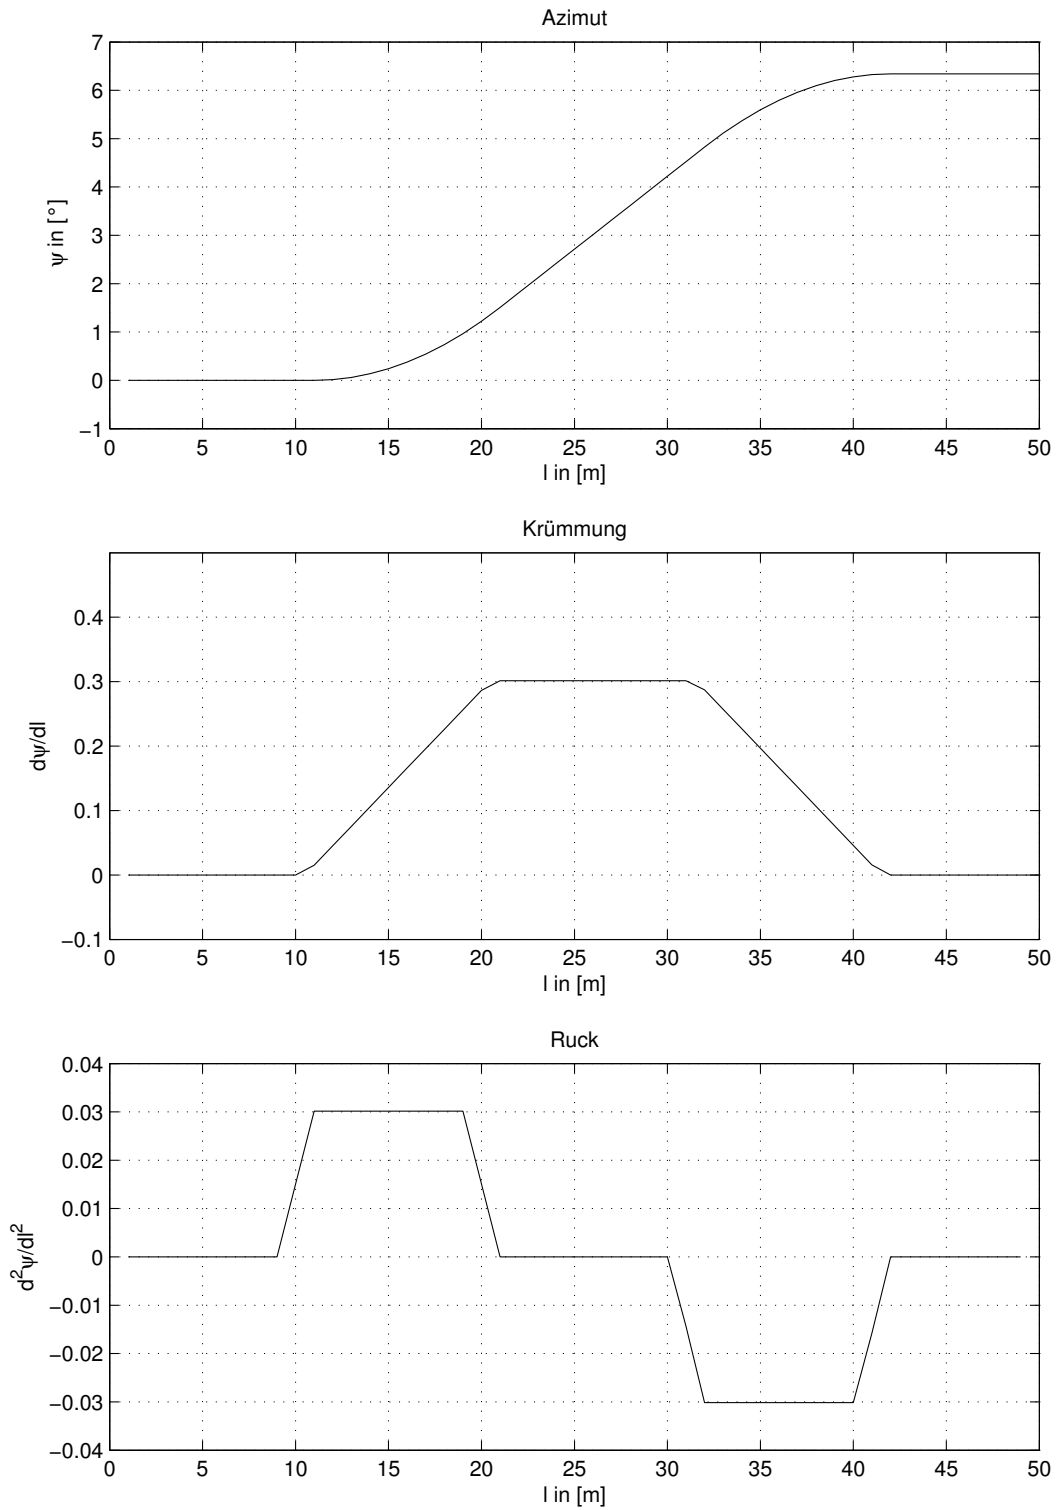 Azimut
7
6
5
4
3
2
1
0
−1
ψ in [°]
0 5 10 15 20 25 30 35 40 45 50
l in [m]
Krümmung
0.4
0.3
0.2
0.1
0
−0.1
dψ/dl
0 5 10 15 20 25 30 35 40 45 50
l in [m]
Ruck
0.04
0.03
0.02
0.01
0
−0.01
−0.02
−0.03
−0.04
d²ψ/dl²
0 5 10 15 20 25 30 35 40 45 50
l in [m]